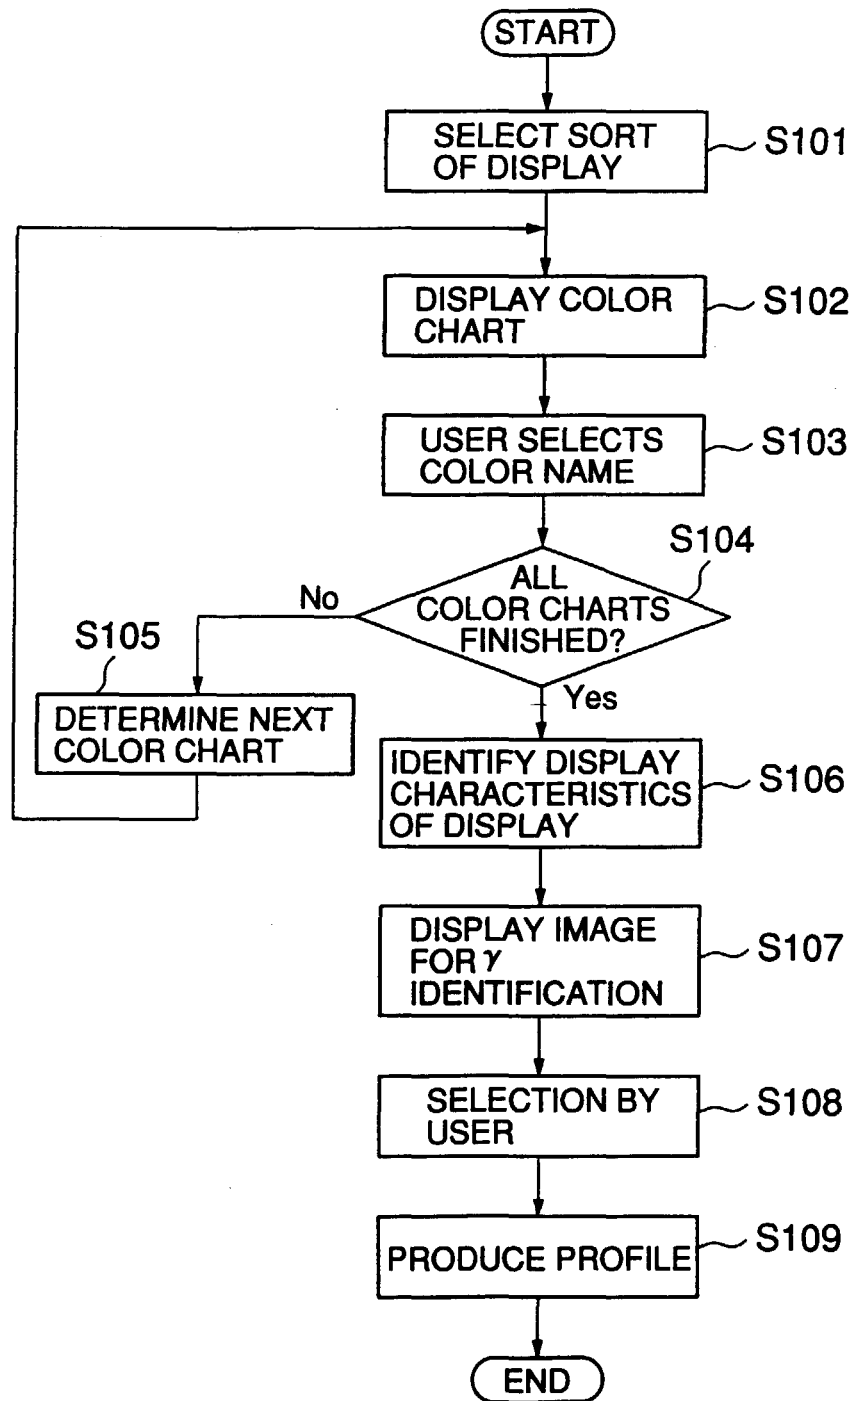 START
SELECT SORT
OF DISPLAY
S101
DISPLAY COLOR
CHART
S102
USER SELECTS
COLOR NAME
S103
S104
ALL
COLOR CHARTS
FINISHED?
No
Yes
S105
DETERMINE NEXT
COLOR CHART
IDENTIFY DISPLAY
CHARACTERISTICS
OF DISPLAY
S106
DISPLAY IMAGE
FOR γ
IDENTIFICATION
S107
SELECTION BY
USER
S108
PRODUCE PROFILE
S109
END